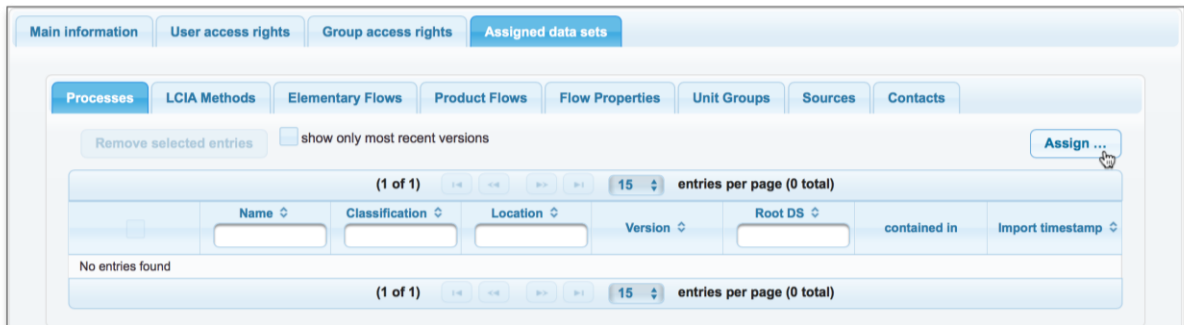 Main information User access rights Group access rights Assigned data sets
Processes LCIA Methods Elementary Flows Product Flows Flow Properties Unit Groups Sources Contacts
Remove selected entries show only most recent versions Assign ...
(1 of 1) 15 entries per page (0 total)
Name Classification Location Version Root DS contained in Import timestamp
No entries found
(1 of 1) 15 entries per page (0 total)